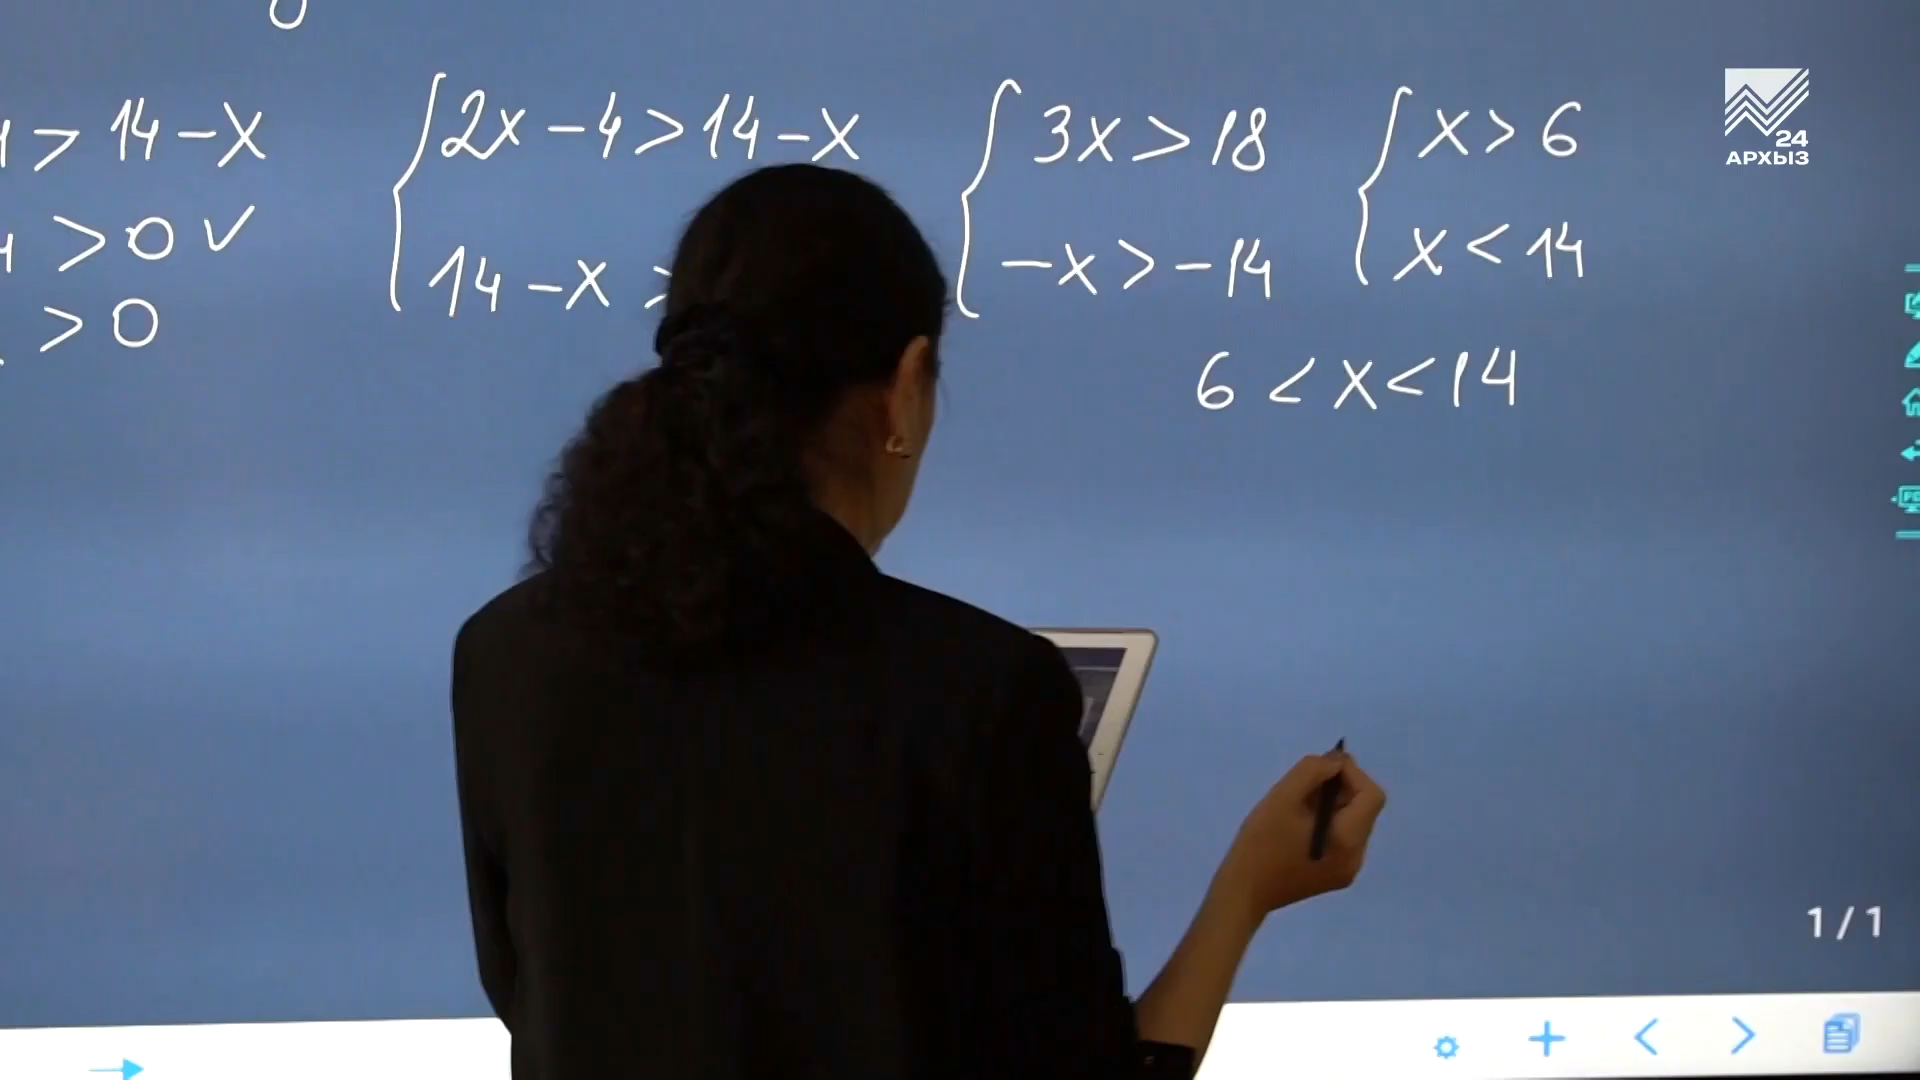 > 14 - x
> 0 ✓
> 0
2x - 4 > 14 - x
14 - x >
3x > 18
-x > -14
x > 6
x < 14
6 < x < 14
24
АРХЫЗ
1 / 1